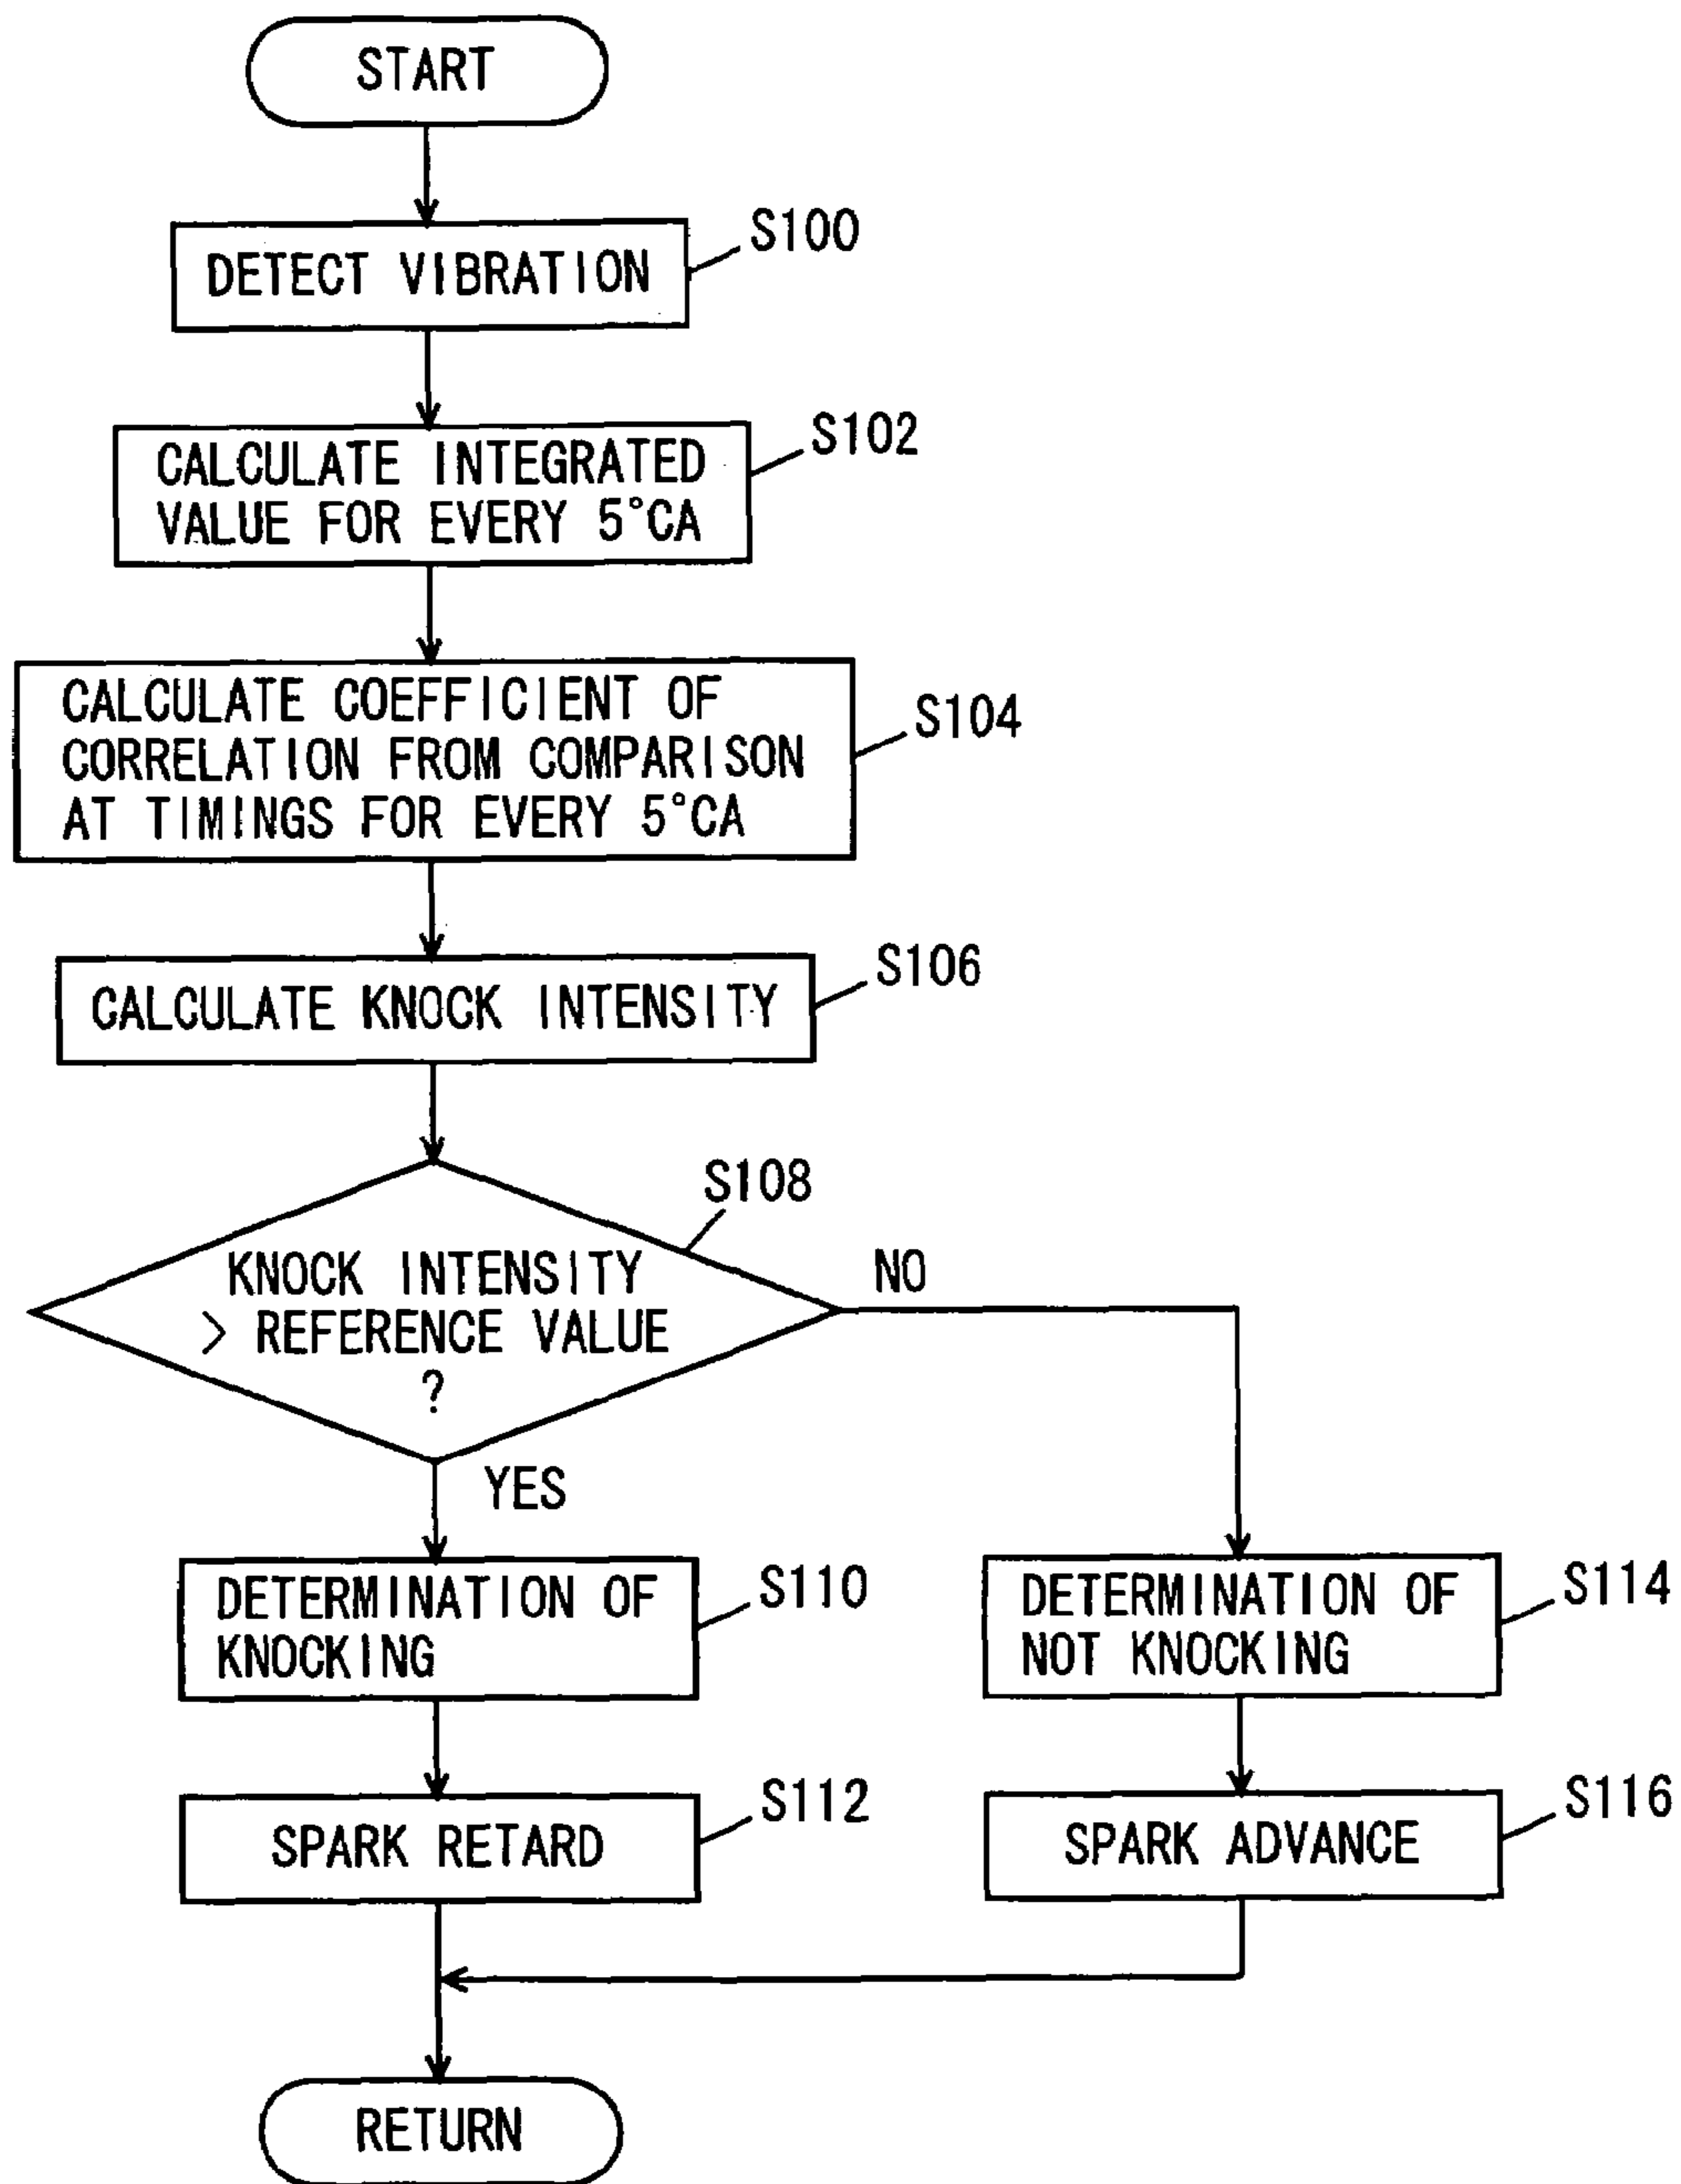 START
S100
DETECT VIBRATION
S102
CALCULATE INTEGRATED
VALUE FOR EVERY 5°CA
S104
CALCULATE COEFFICIENT OF
CORRELATION FROM COMPARISON
AT TIMINGS FOR EVERY 5°CA
S106
CALCULATE KNOCK INTENSITY
S108
KNOCK INTENSITY
> REFERENCE VALUE
?
NO
YES
S110
DETERMINATION OF
KNOCKING
S114
DETERMINATION OF
NOT KNOCKING
S112
SPARK RETARD
S116
SPARK ADVANCE
RETURN